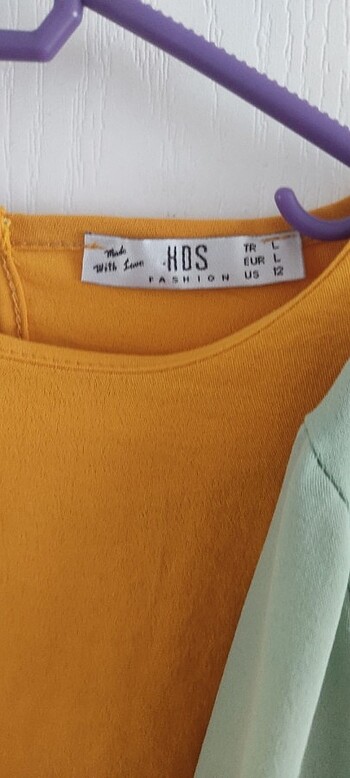 Made
With Love
HDS
FASHION
TR L
EUR L
US 12